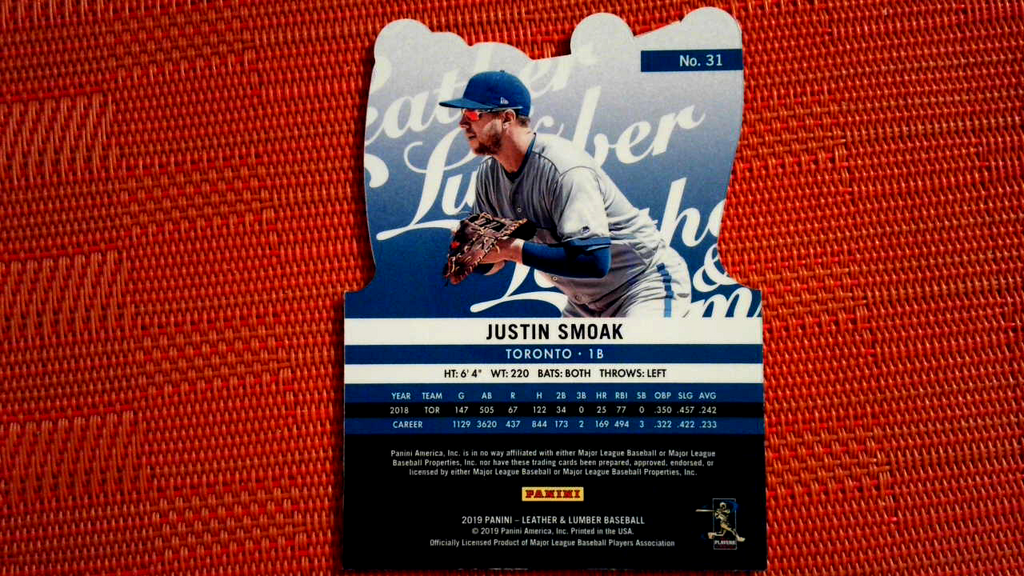 No. 31
eather
Lumber
&
JUSTIN SMOAK
TORONTO · 1B
HT: 6' 4" WT: 220 BATS: BOTH THROWS: LEFT
YEAR TEAM G AB R H 2B 3B HR RBI SB OBP SLG AVG
2018 TOR 147 505 67 122 34 0 25 77 0 .350 .457 .242
CAREER 1129 3620 437 844 173 2 169 494 3 .322 .422 .233
Panini America, Inc. is in no way affiliated with either Major League Baseball or Major League
Baseball Properties, Inc. nor have these trading cards been prepared, approved, endorsed, or
licensed by either Major League Baseball or Major League Baseball Properties, Inc.
PANINI
2019 PANINI – LEATHER & LUMBER BASEBALL
© 2019 Panini America, Inc. Printed in the USA.
Officially Licensed Product of Major League Baseball Players Association
PLAYERS